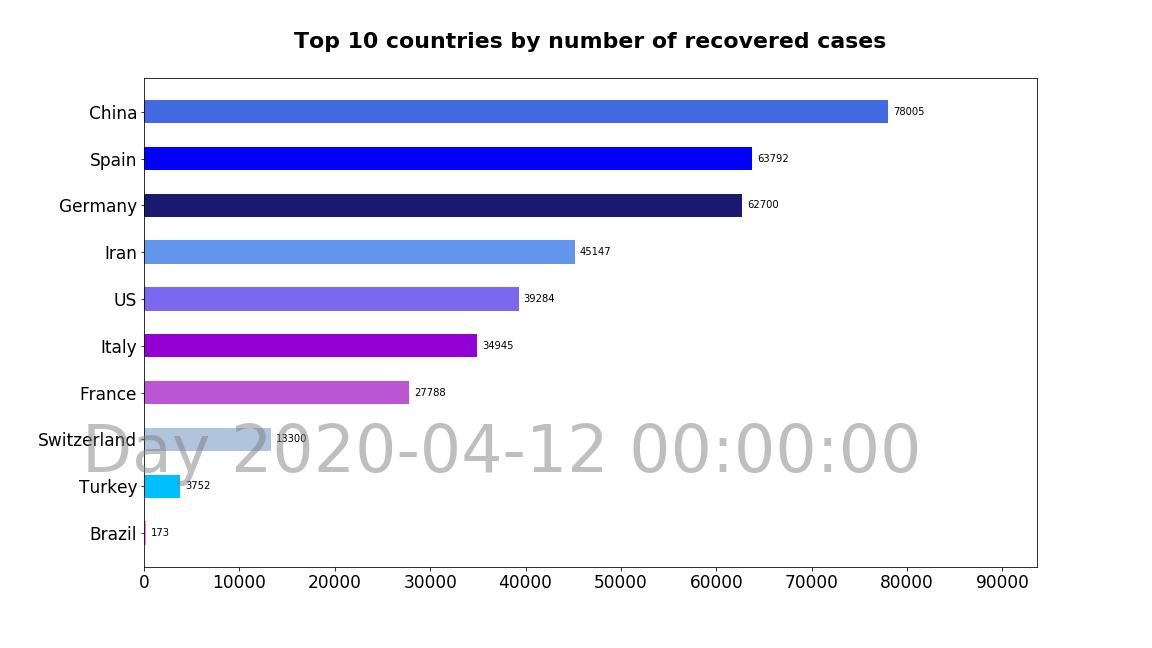 Top 10 countries by number of recovered cases
China 78005
Spain 63792
Germany 62700
Iran 45147
US 39284
Italy 34945
France 27788
Switzerland 13300
Day 2020-04-12 00:00:00
Turkey 3752
Brazil 173
0 10000 20000 30000 40000 50000 60000 70000 80000 90000